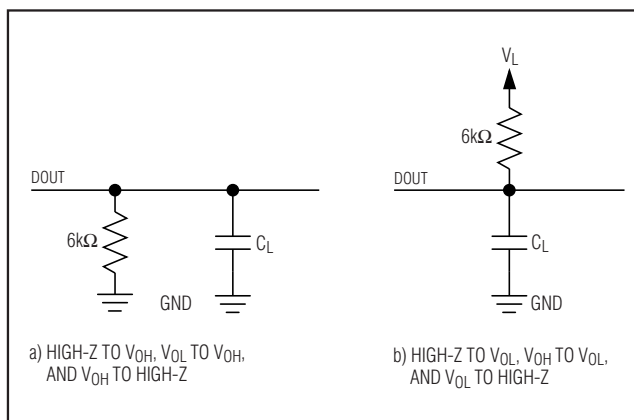 DOUT
6kΩ
C_L
GND
a) HIGH-Z TO V_OH, V_OL TO V_OH,
AND V_OH TO HIGH-Z
V_L
6kΩ
DOUT
C_L
GND
b) HIGH-Z TO V_OL, V_OH TO V_OL,
AND V_OL TO HIGH-Z